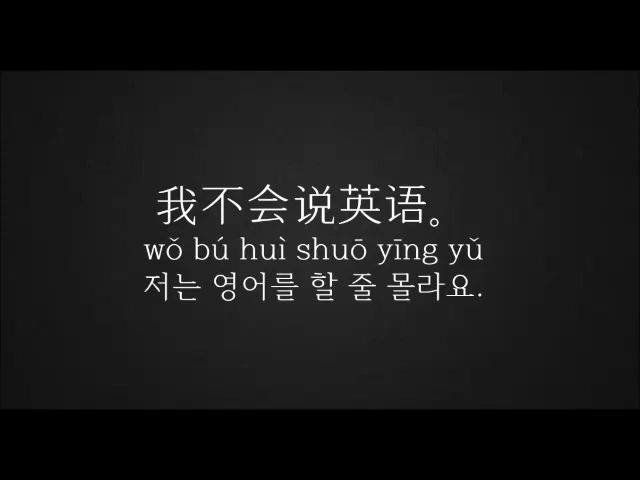 我不会说英语。
wǒ bú huì shuō yīng yǔ
저는 영어를 할 줄 몰라요.